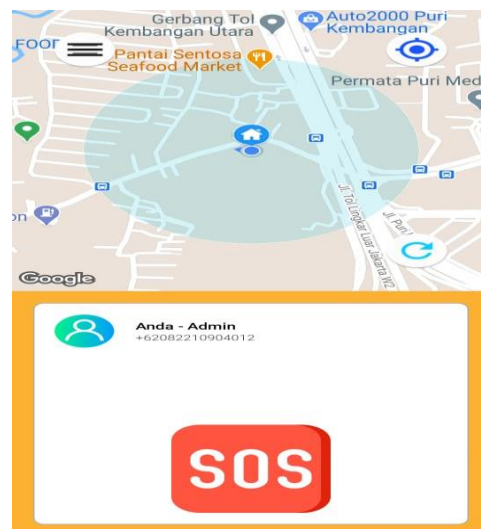 Gerbang Tol
Kembangan Utara
Auto2000 Puri
Kembangan
FOOT
Pantai Sentosa
Seafood Market
Permata Puri Med
on
Jl. Tol Lingkar Luar Jakarta W2
Jl. Puri
Google
Anda - Admin
+62082210904012
SOS